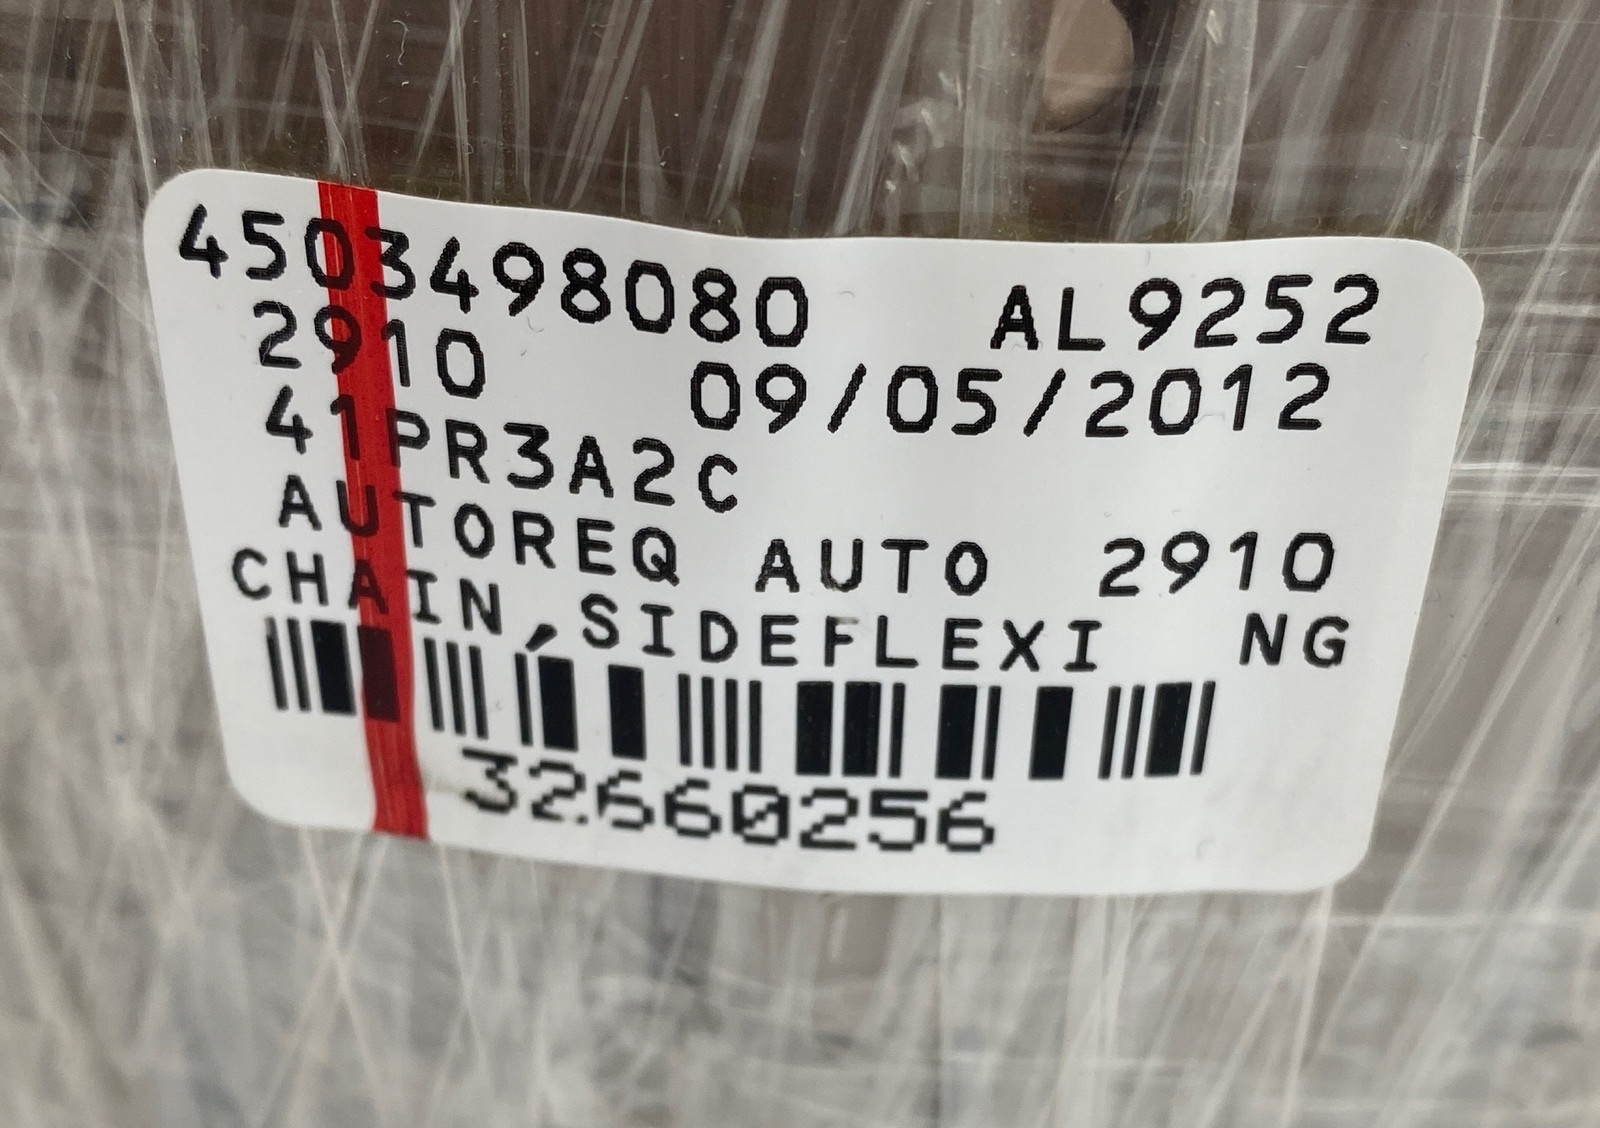 4503498080 AL9252
2910 09/05/2012
41PR3A2C
AUTOREQ AUTO 2910
CHAIN,SIDEFLEXI NG
32660256